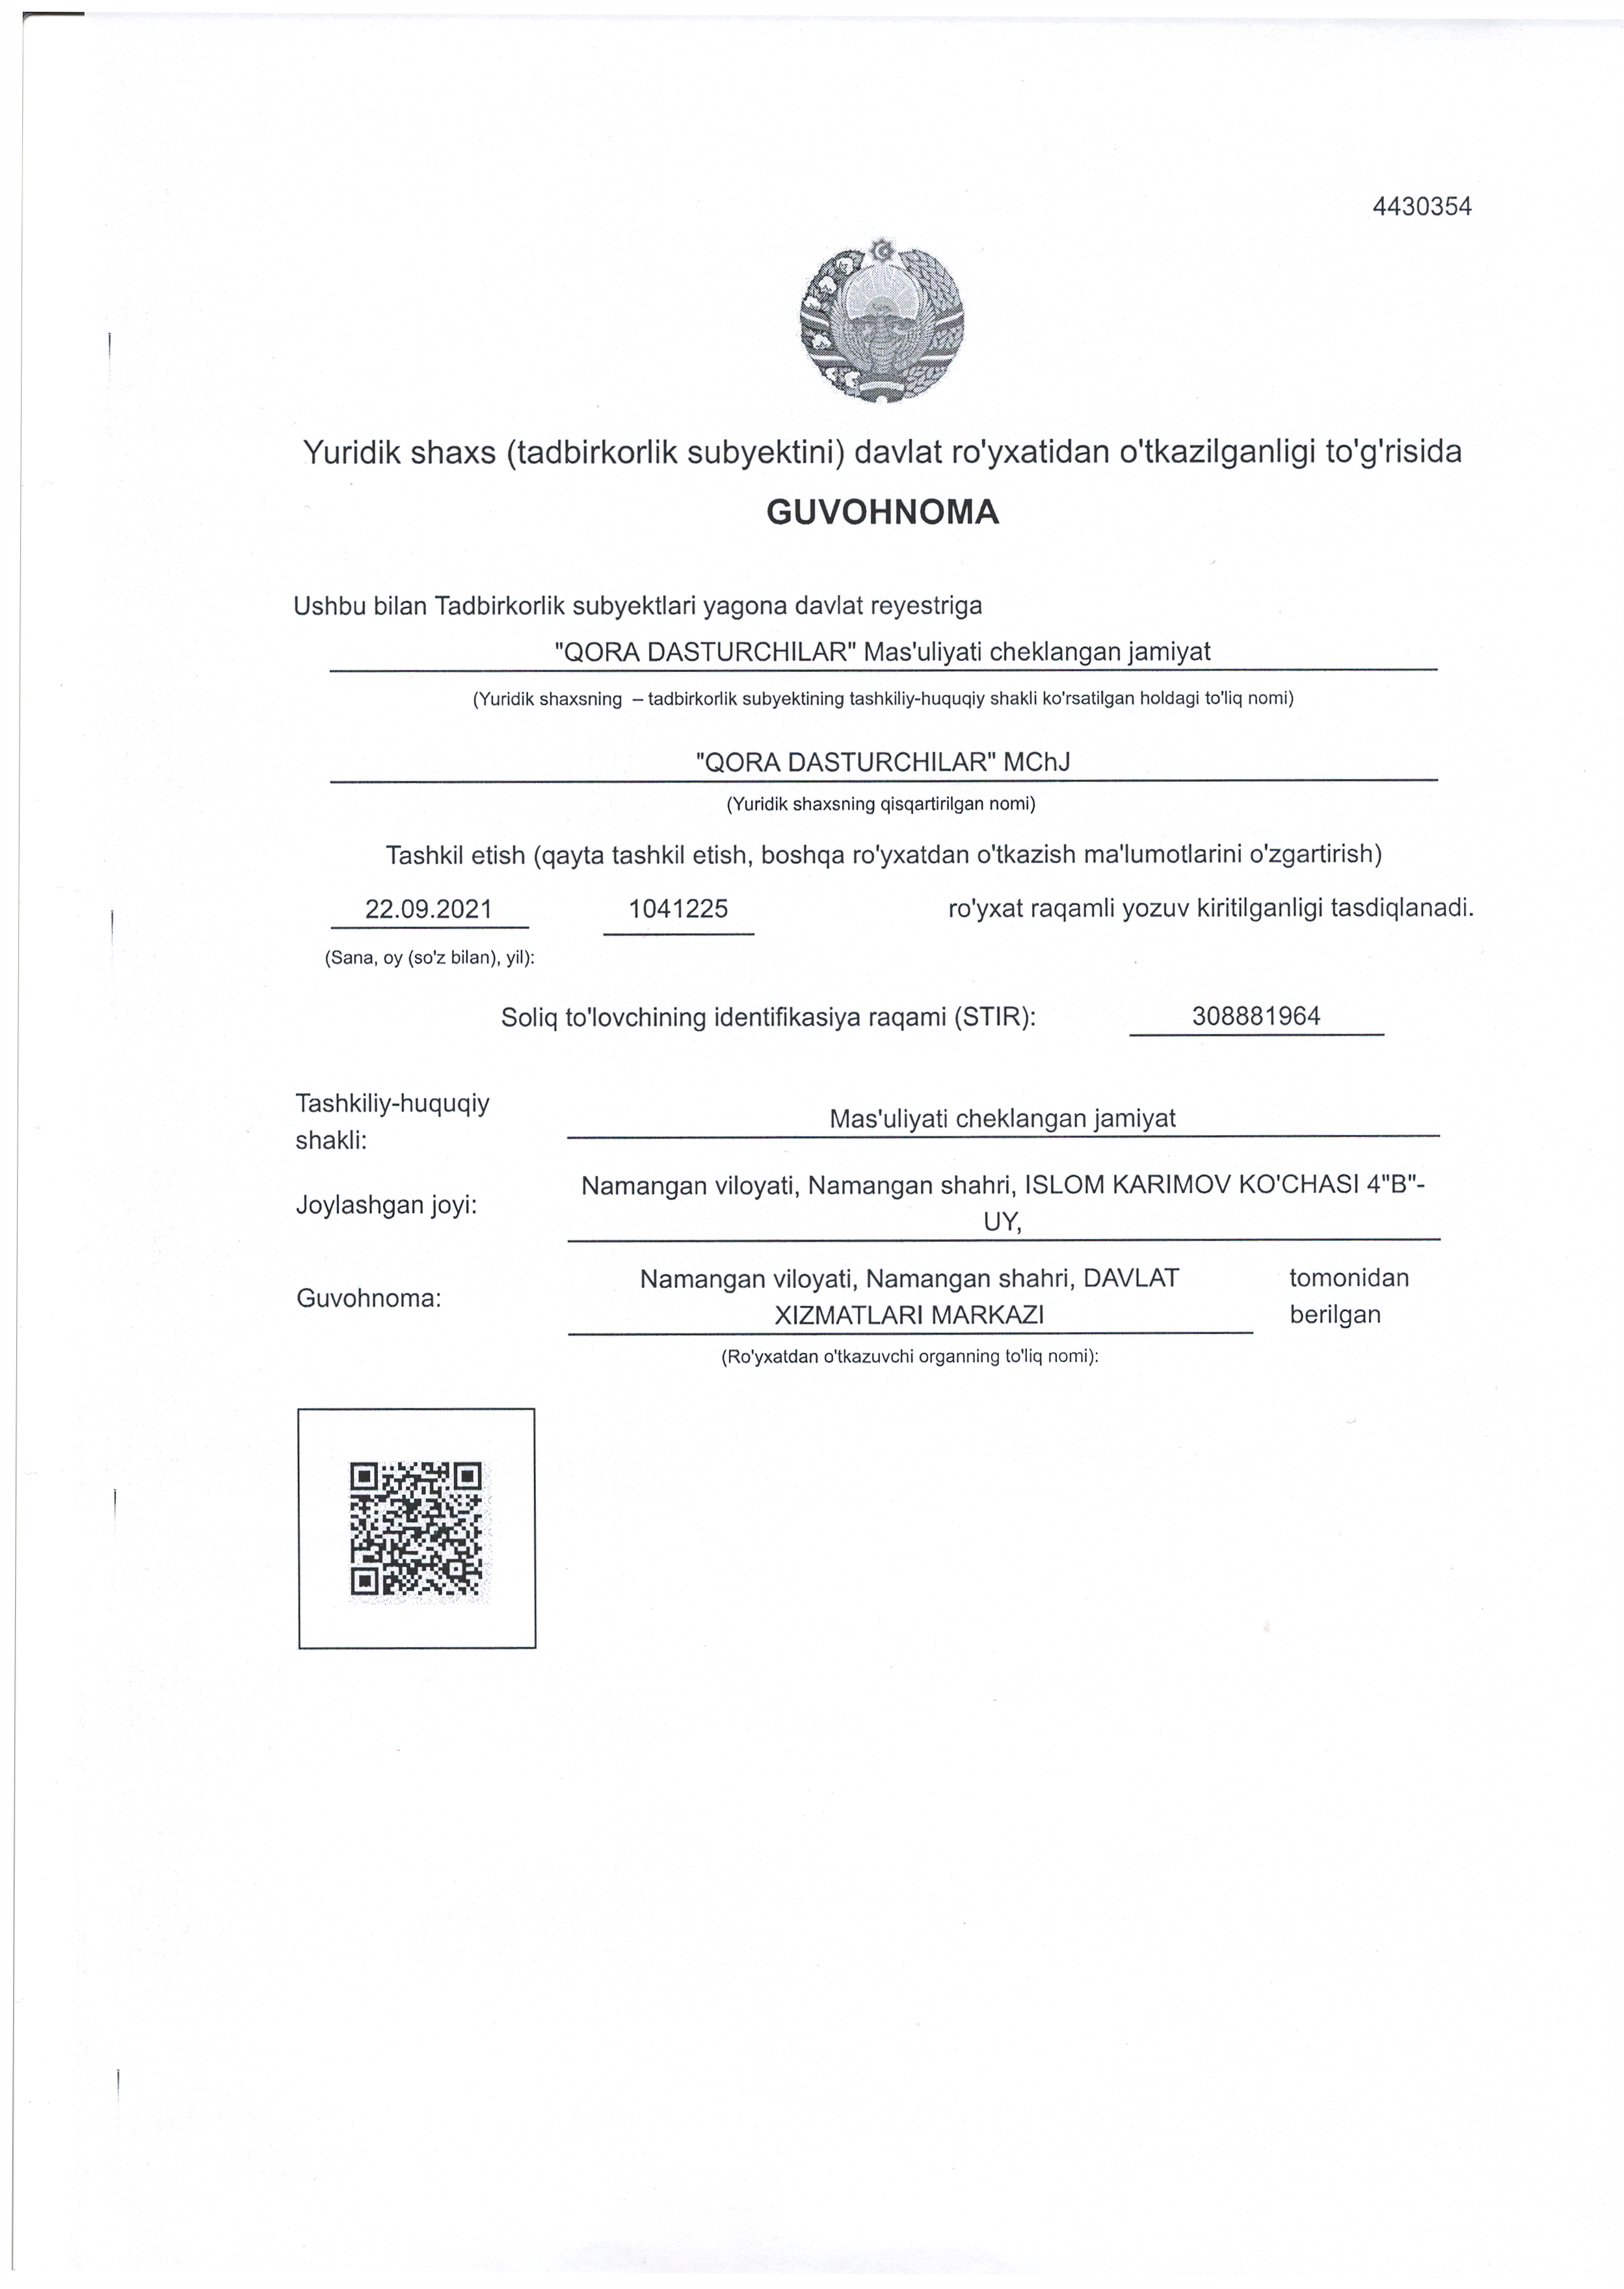 4430354
Yuridik shaxs (tadbirkorlik subyektini) davlat ro'yxatidan o'tkazilganligi to'g'risida
GUVOHNOMA
Ushbu bilan Tadbirkorlik subyektlari yagona davlat reyestriga
"QORA DASTURCHILAR" Mas'uliyati cheklangan jamiyat
(Yuridik shaxsning – tadbirkorlik subyektining tashkiliy-huquqiy shakli ko'rsatilgan holdagi to'liq nomi)
"QORA DASTURCHILAR" MChJ
(Yuridik shaxsning qisqartirilgan nomi)
Tashkil etish (qayta tashkil etish, boshqa ro'yxatdan o'tkazish ma'lumotlarini o'zgartirish)
22.09.2021 1041225 ro'yxat raqamli yozuv kiritilganligi tasdiqlanadi.
(Sana, oy (so'z bilan), yil):
Soliq to'lovchining identifikasiya raqami (STIR): 308881964
Tashkiliy-huquqiy
shakli:
Mas'uliyati cheklangan jamiyat
Joylashgan joyi:
Namangan viloyati, Namangan shahri, ISLOM KARIMOV KO'CHASI 4"B"-
UY,
Guvohnoma:
Namangan viloyati, Namangan shahri, DAVLAT
XIZMATLARI MARKAZI
tomonidan
berilgan
(Ro'yxatdan o'tkazuvchi organning to'liq nomi):